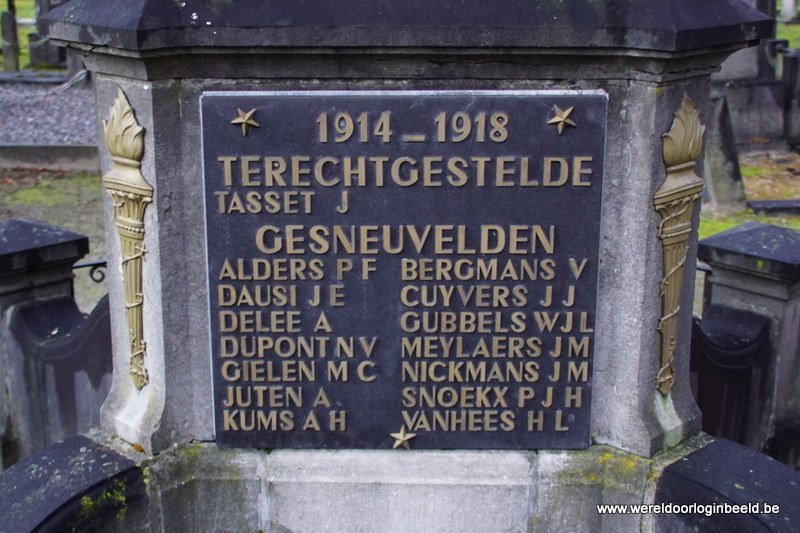 1914 - 1918
TERECHTGESTELDE
TASSET J
GESNEUVELDEN
ALDERS P F
DAUSI J E
DELEE A
DUPONT N V
GIELEN M C
JUTEN A
KUMS A H
BERGMANS V
CUYVERS J J
GUBBELS W J L
MEYLAERS J M
NICKMANS J M
SNOEKX P J H
VANHEES H L
www.wereldoorloginbeeld.be